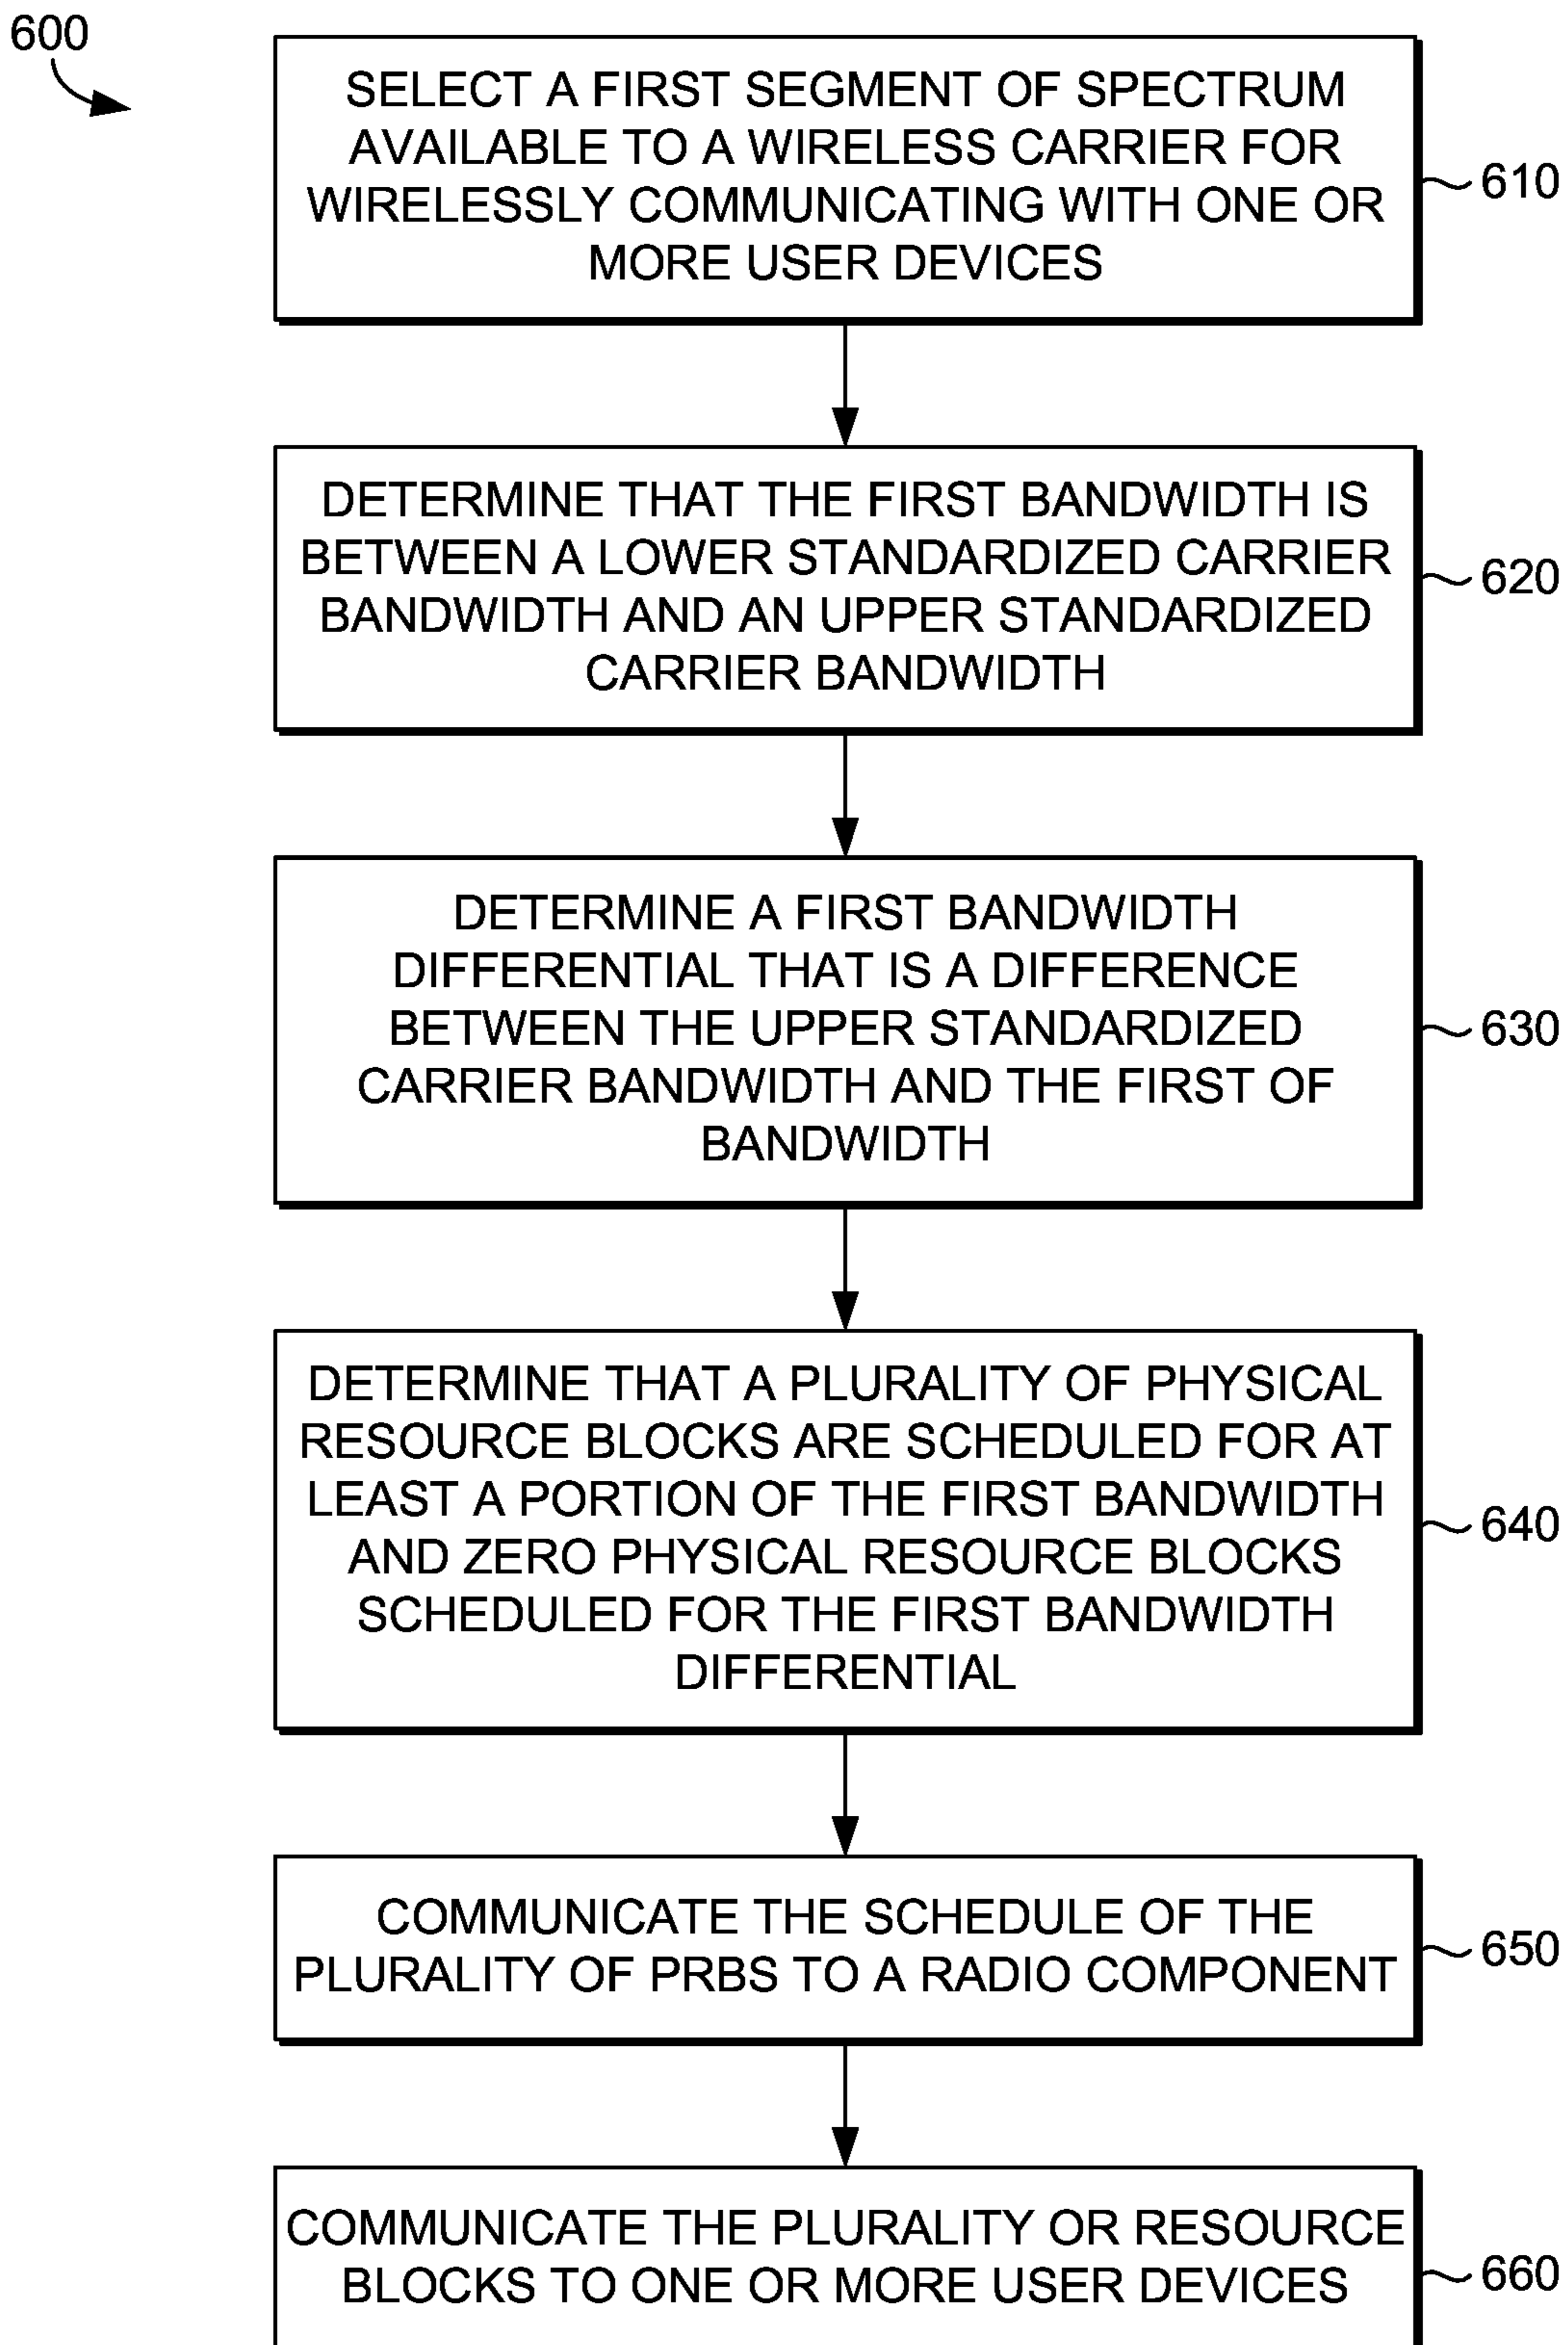 600
SELECT A FIRST SEGMENT OF SPECTRUM
AVAILABLE TO A WIRELESS CARRIER FOR
WIRELESSLY COMMUNICATING WITH ONE OR
MORE USER DEVICES
610
DETERMINE THAT THE FIRST BANDWIDTH IS
BETWEEN A LOWER STANDARDIZED CARRIER
BANDWIDTH AND AN UPPER STANDARDIZED
CARRIER BANDWIDTH
620
DETERMINE A FIRST BANDWIDTH
DIFFERENTIAL THAT IS A DIFFERENCE
BETWEEN THE UPPER STANDARDIZED
CARRIER BANDWIDTH AND THE FIRST OF
BANDWIDTH
630
DETERMINE THAT A PLURALITY OF PHYSICAL
RESOURCE BLOCKS ARE SCHEDULED FOR AT
LEAST A PORTION OF THE FIRST BANDWIDTH
AND ZERO PHYSICAL RESOURCE BLOCKS
SCHEDULED FOR THE FIRST BANDWIDTH
DIFFERENTIAL
640
COMMUNICATE THE SCHEDULE OF THE
PLURALITY OF PRBS TO A RADIO COMPONENT
650
COMMUNICATE THE PLURALITY OR RESOURCE
BLOCKS TO ONE OR MORE USER DEVICES
660